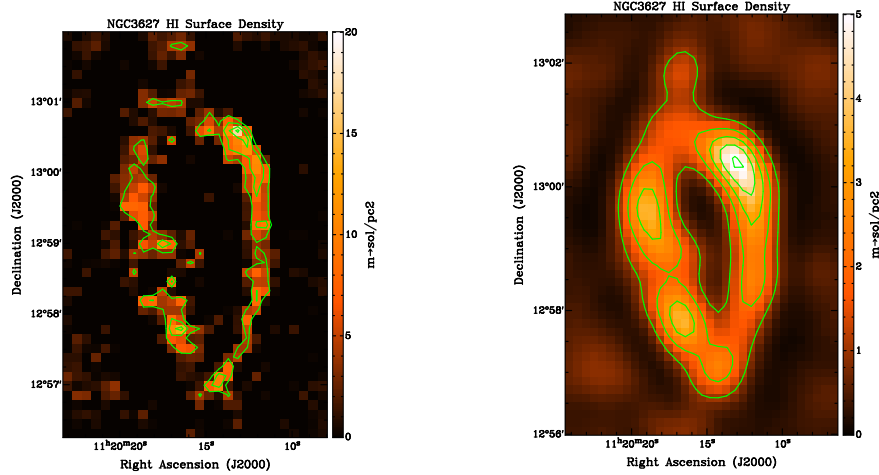 NGC3627 HI Surface Density
13°01′
13°00′
12°59′
12°58′
12°57′
Declination (J2000)
11ʰ20ᵐ20ˢ 15ˢ 10ˢ
Right Ascension (J2000)
20
15
10
5
0
m→sol/pc2
NGC3627 HI Surface Density
13°02′
13°00′
12°58′
12°56′
Declination (J2000)
11ʰ20ᵐ20ˢ 15ˢ 10ˢ
Right Ascension (J2000)
5
4
3
2
1
0
m→sol/pc2